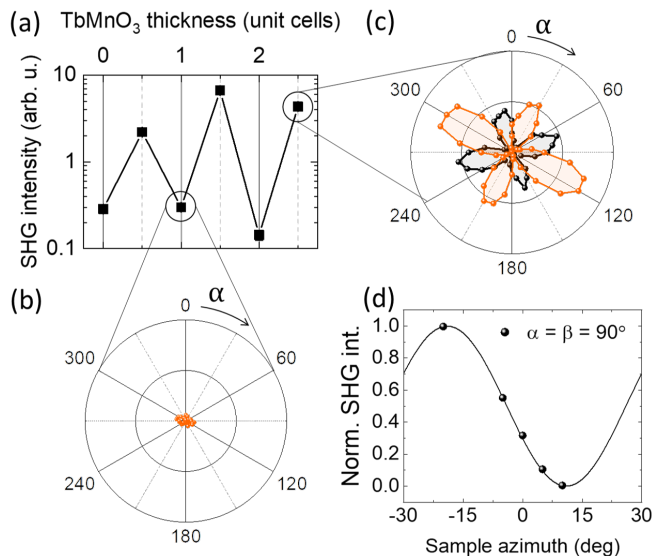 (a) TbMnO₃ thickness (unit cells)
0 1 2
SHG intensity (arb. u.)
10
1
0.1
(c)
α
0
60
120
180
240
300
(b)
α
0
60
120
180
240
300
(d)
α = β = 90°
Norm. SHG int.
1.0
0.8
0.6
0.4
0.2
0.0
-30 -15 0 15 30
Sample azimuth (deg)